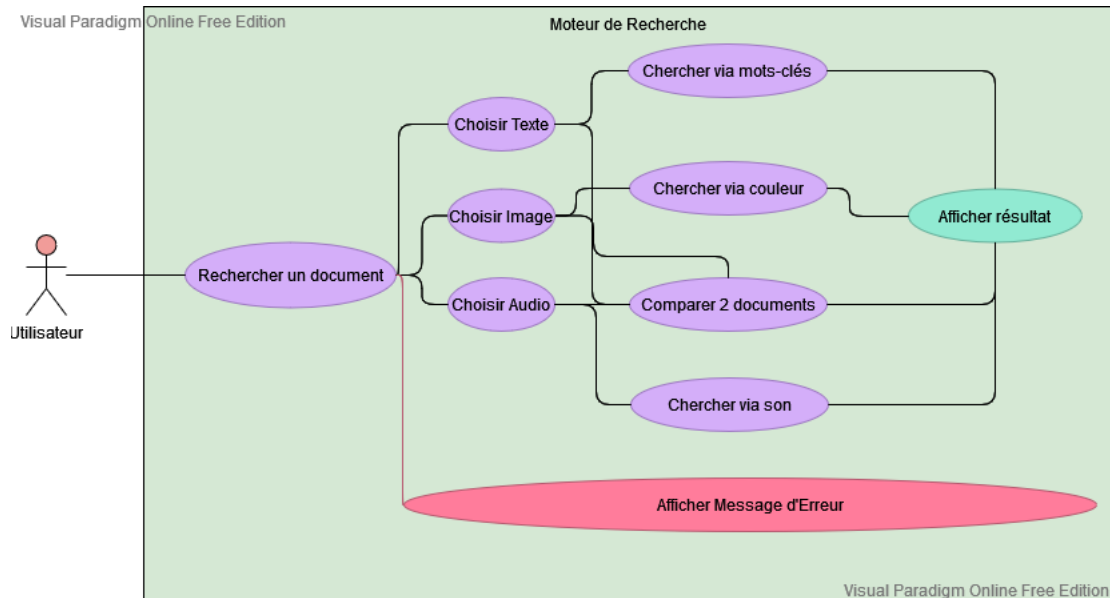 Visual Paradigm Online Free Edition
Moteur de Recherche
Chercher via mots-clés
Choisir Texte
Chercher via couleur
Choisir Image
Afficher résultat
Rechercher un document
Choisir Audio
Comparer 2 documents
Utilisateur
Chercher via son
Afficher Message d'Erreur
Visual Paradigm Online Free Edition